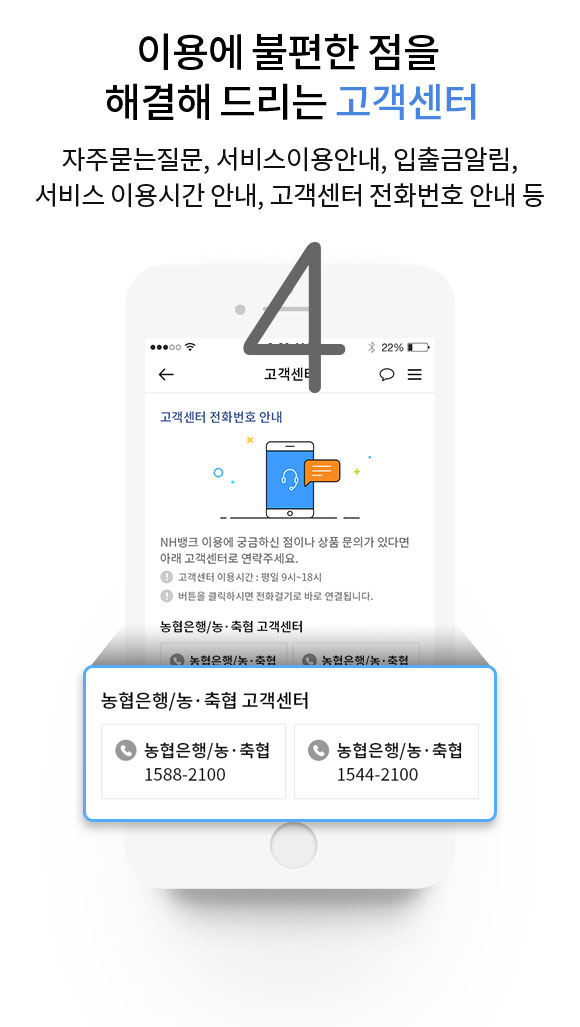 이용에 불편한 점을
해결해 드리는 고객센터
자주묻는질문, 서비스이용안내, 입출금알림,
서비스 이용시간 안내, 고객센터 전화번호 안내 등
4
22%
고객센터
고객센터 전화번호 안내
NH뱅크 이용에 궁금하신 점이나 상품 문의가 있다면
아래 고객센터로 연락주세요.
고객센터 이용시간 : 평일 9시~18시
버튼을 클릭하시면 전화걸기로 바로 연결됩니다.
농협은행/농·축협 고객센터
농협은행/농·축협 농협은행/농·축협
농협은행/농·축협 고객센터
농협은행/농·축협 농협은행/농·축협
1588-2100 1544-2100